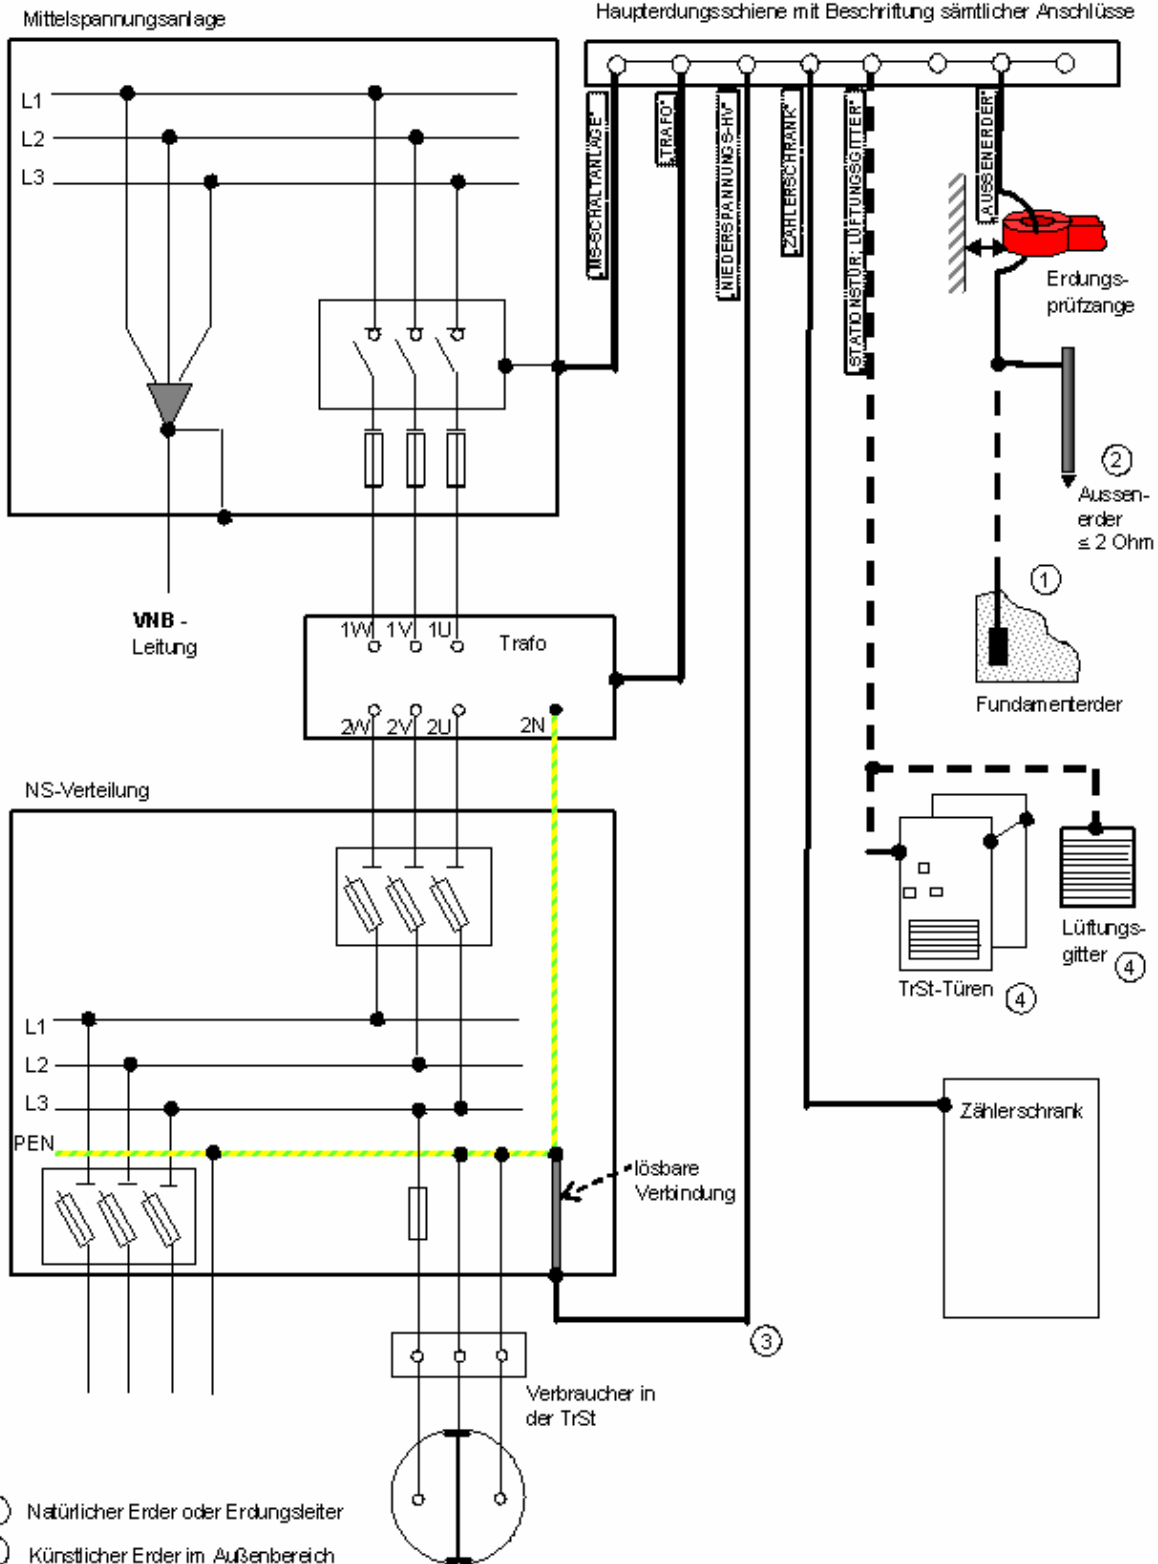 Mittelspannungsanlage
Haupterdungsschiene mit Beschriftung sämtlicher Anschlüsse
L1
L2
L3
„MS-SCHALTANLAGE"
„TRAFO"
„NIEDERSPANNUNGS-HV"
„ZÄHLERSCHRANK"
„STATIONSTÜR; LÜFTUNGSGITTER"
„AUSSENERDER"
Erdungs-
prüfzange
2
Aussen-
erder
≤ 2 Ohm
1
Fundamenterder
VNB -
Leitung
1W 1V 1U
Trafo
2W 2V 2U
2N
NS-Verteilung
Lüftungs-
gitter 4
TrSt-Türen 4
L1
L2
L3
PEN
lösbare
Verbindung
Zählerschrank
3
Verbraucher in
der TrSt
Natürlicher Erder oder Erdungsleiter
Künstlicher Erder im Außenbereich